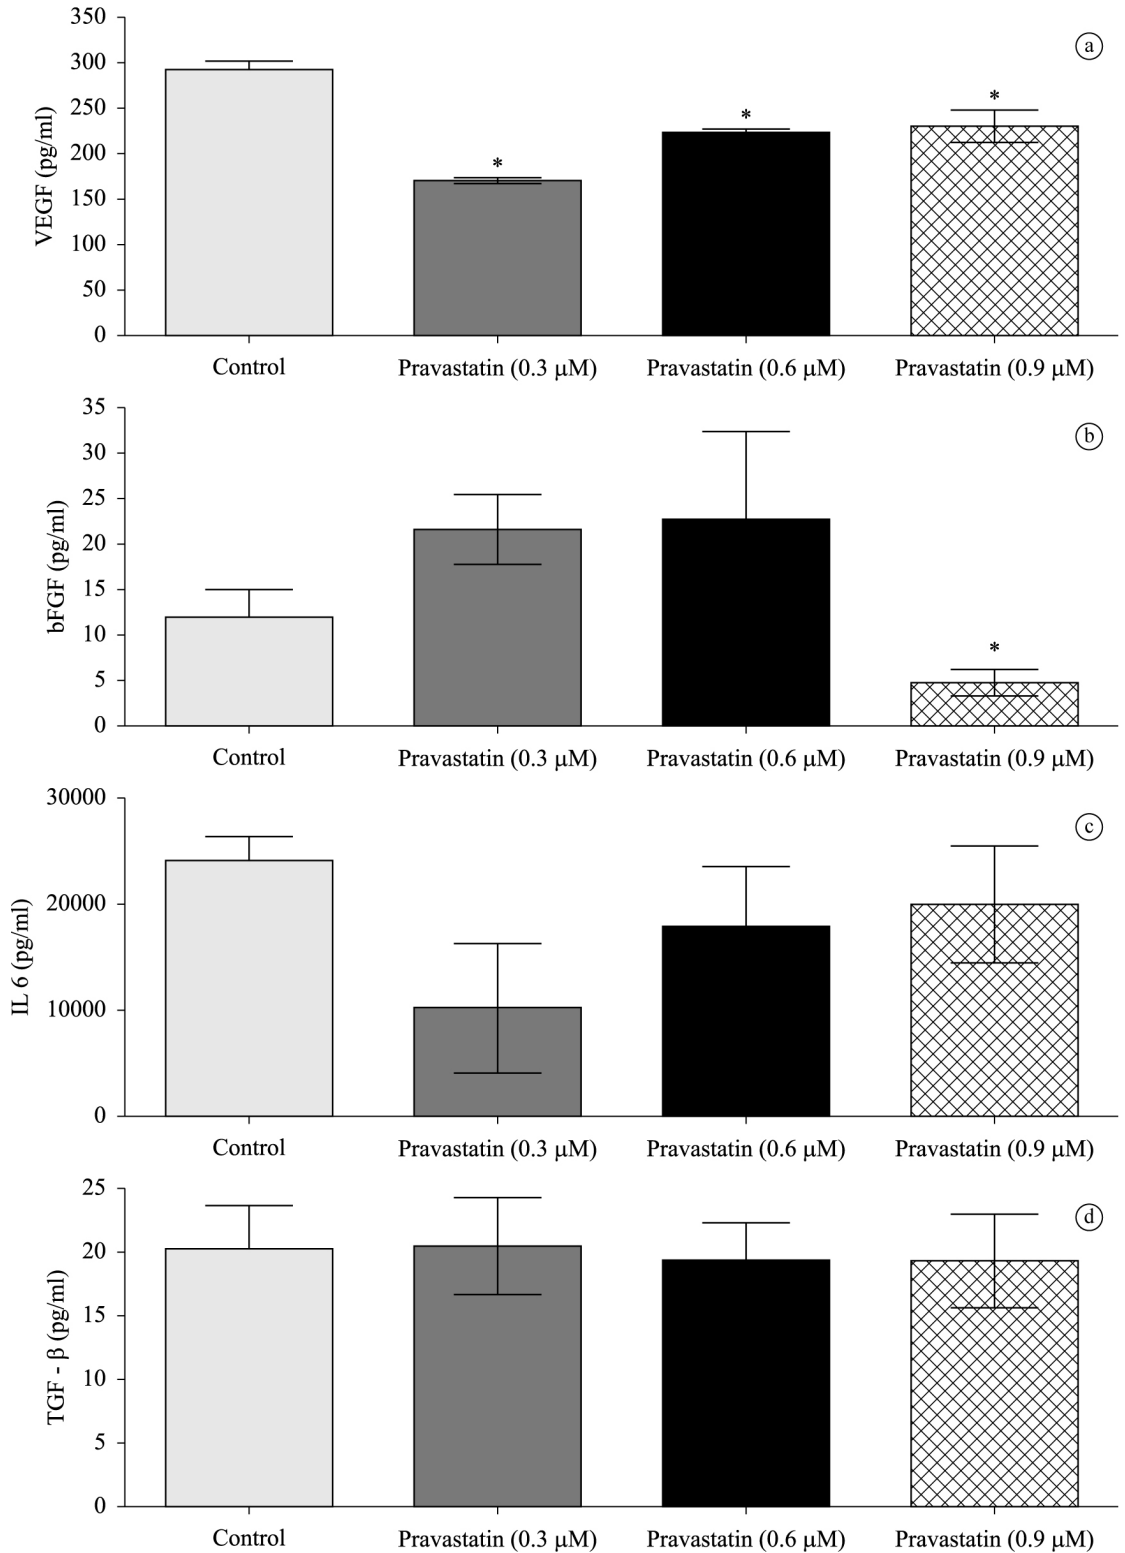 350
300
250
200
150
100
50
0
VEGF (pg/ml)
a
*
*
*
Control
Pravastatin (0.3 μM)
Pravastatin (0.6 μM)
Pravastatin (0.9 μM)
35
30
25
20
15
10
5
0
bFGF (pg/ml)
b
*
Control
Pravastatin (0.3 μM)
Pravastatin (0.6 μM)
Pravastatin (0.9 μM)
30000
20000
10000
0
IL 6 (pg/ml)
c
Control
Pravastatin (0.3 μM)
Pravastatin (0.6 μM)
Pravastatin (0.9 μM)
25
20
15
10
5
0
TGF - β (pg/ml)
d
Control
Pravastatin (0.3 μM)
Pravastatin (0.6 μM)
Pravastatin (0.9 μM)